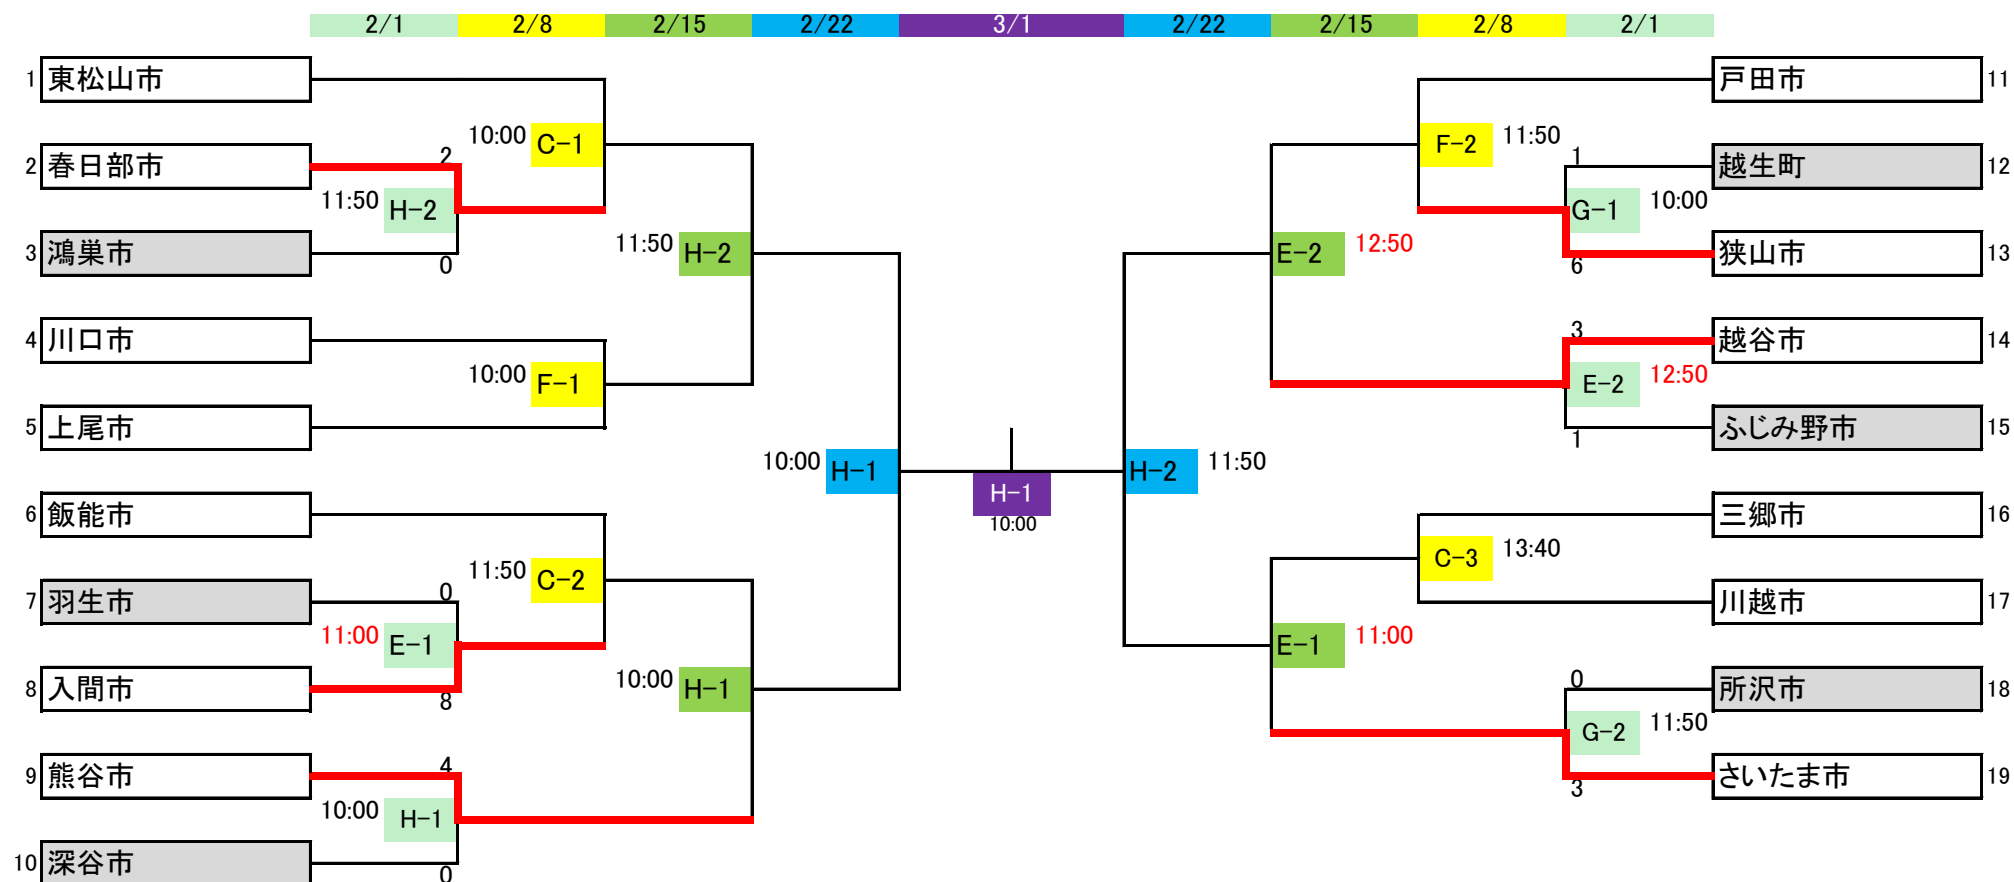 2/1 2/8 2/15 2/22 3/1 2/22 2/15 2/8 2/1
1 東松山市
10:00 C-1
2 春日部市 2
11:50 H-2
3 鴻巣市 0
11:50 H-2
4 川口市
10:00 F-1
5 上尾市
10:00 H-1
6 飯能市
11:50 C-2
7 羽生市 0
11:00 E-1
8 入間市 8
10:00 H-1
9 熊谷市 4
10:00 H-1
10 深谷市 0
H-1
10:00
戸田市 11
F-2 11:50
1 越生町 12
G-1 10:00
6 狭山市 13
E-2 12:50
3 越谷市 14
E-2 12:50
1 ふじみ野市 15
H-2 11:50
三郷市 16
C-3 13:40
川越市 17
E-1 11:00
0 所沢市 18
G-2 11:50
3 さいたま市 19